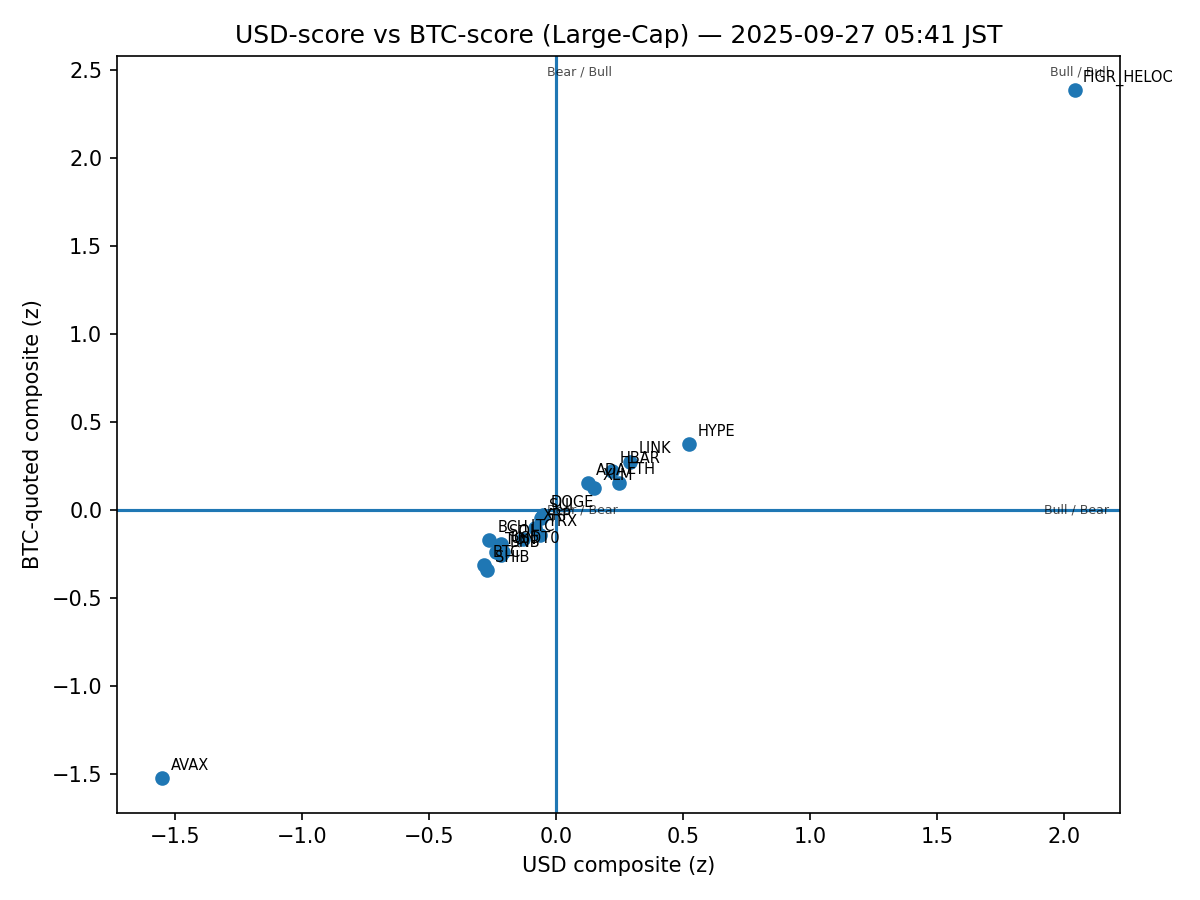 USD-score vs BTC-score (Large-Cap) — 2025-09-27 05:41 JST
BTC-quoted composite (z)
2.5
2.0
1.5
1.0
0.5
0.0
−0.5
−1.0
−1.5
Bear / Bull
Bull / Bull
FIGR_HELOC
HYPE
LINK
HBAR
ADA
ETH
XLM
DOGE
Bear / Bear
Bull / Bear
TRX
BCH
LTC
BTC
SHIB
AVAX
−1.5
−1.0
−0.5
0.0
0.5
1.0
1.5
2.0
USD composite (z)